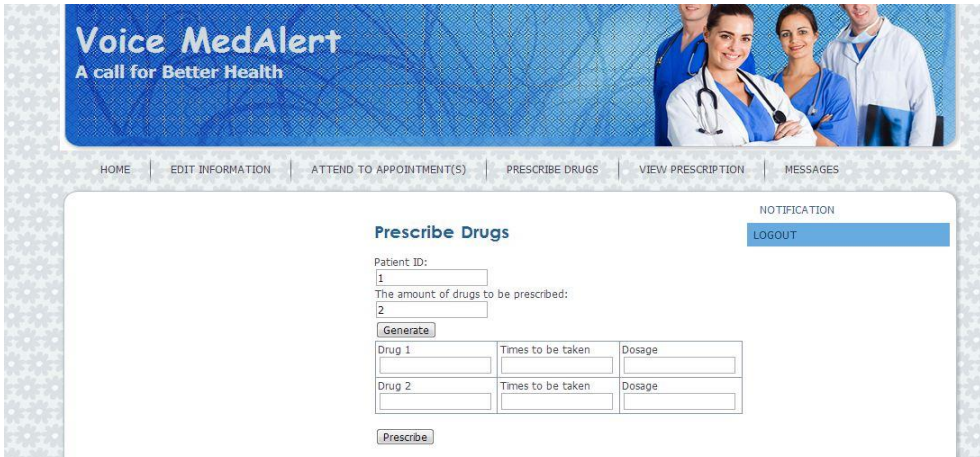 Voice MedAlert
A call for Better Health
HOME EDIT INFORMATION ATTEND TO APPOINTMENT(S) PRESCRIBE DRUGS VIEW PRESCRIPTION MESSAGES
NOTIFICATION
LOGOUT
Prescribe Drugs
Patient ID:
1
The amount of drugs to be prescribed:
2
Generate
Drug 1 Times to be taken Dosage
Drug 2 Times to be taken Dosage
Prescribe